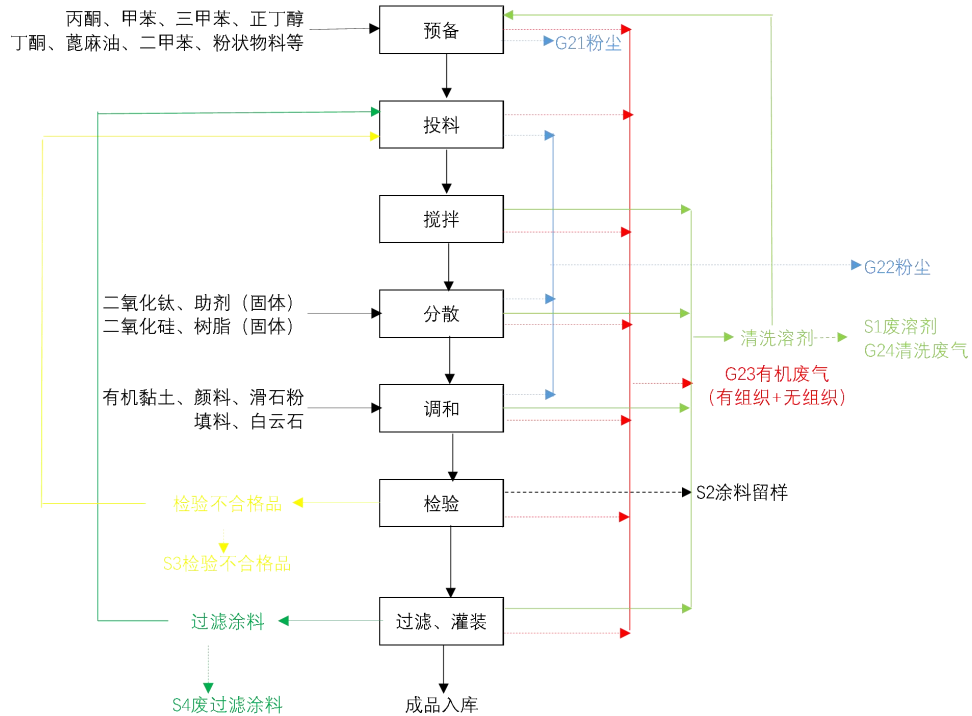 丙酮、甲苯、三甲苯、正丁醇
丁酮、蓖麻油、二甲苯、粉状物料等
预备
G21粉尘
投料
搅拌
G22粉尘
二氧化钛、助剂（固体）
二氧化硅、树脂（固体）
分散
清洗溶剂
S1废溶剂
G24清洗废气
G23有机废气
（有组织+无组织）
有机黏土、颜料、滑石粉
填料、白云石
调和
检验
S2涂料留样
检验不合格品
S3检验不合格品
过滤涂料
过滤、灌装
S4废过滤涂料
成品入库